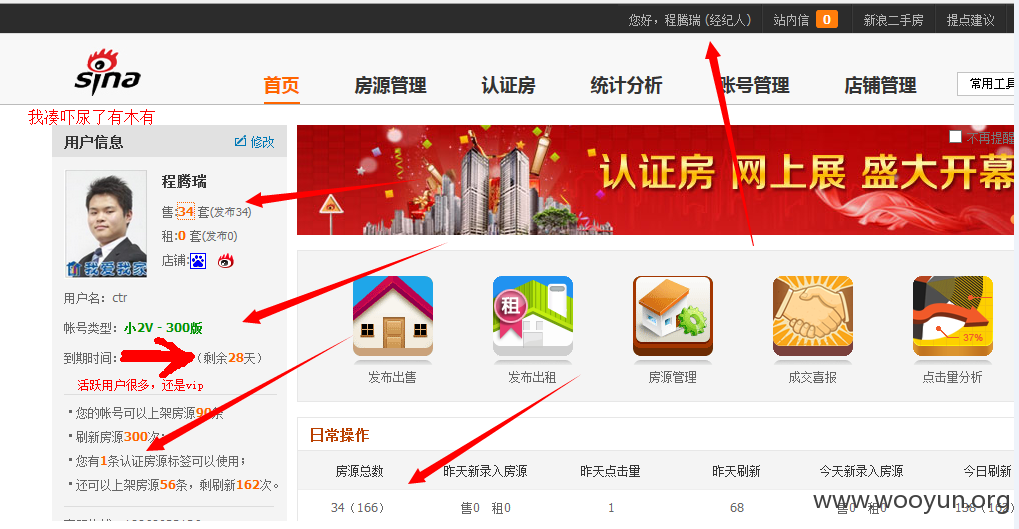 您好，程腾瑞(经纪人) 站内信 0 新浪二手房 提点建议
sina 首页 房源管理 认证房 统计分析 账号管理 店铺管理 常用工具
我凑吓尿了有木有
用户信息 修改
不再提醒
认证房 网上展 盛大开幕
程腾瑞
售:34 套(发布34)
租:0 套(发布0)
店铺:
我爱我家
用户名：ctr
帐号类型：小2V - 300版
到期时间： （剩余28天）
活跃用户很多，还是vip
您的帐号可以上架房源90条
刷新房源300次；
您有1条认证房源标签可以使用；
还可以上架房源56条，剩刷新162次。
租
37%
发布出售 发布出租 房源管理 成交喜报 点击量分析
日常操作
房源总数 昨天新录入房源 昨天点击量 昨天刷新 今天新录入房源 今日刷新
34（166） 售0 租0 1 68 售0 租0
www.wooyun.org